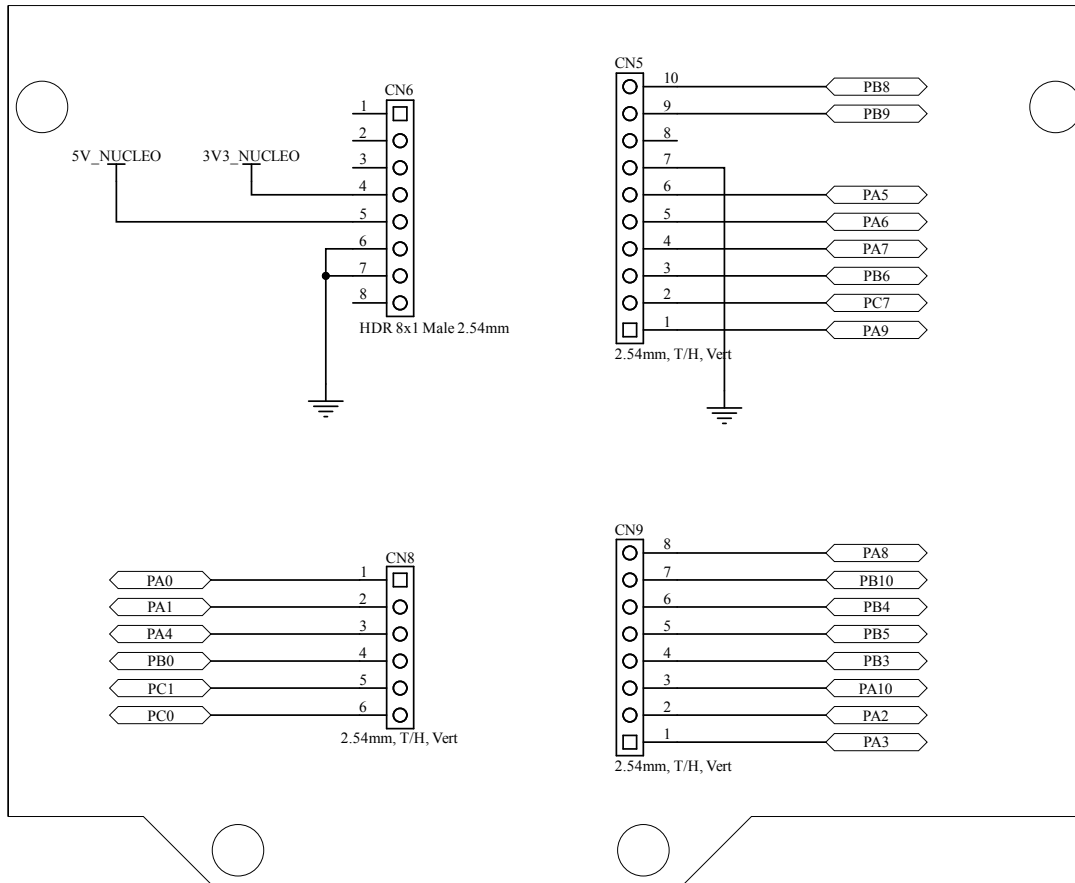 CN6
1
2
3
4
5
6
7
8
HDR 8x1 Male 2.54mm
5V_NUCLEO
3V3_NUCLEO
CN5
10 PB8
9 PB9
8
7
6 PA5
5 PA6
4 PA7
3 PB6
2 PC7
1 PA9
2.54mm, T/H, Vert
CN8
PA0 1
PA1 2
PA4 3
PB0 4
PC1 5
PC0 6
2.54mm, T/H, Vert
CN9
8 PA8
7 PB10
6 PB4
5 PB5
4 PB3
3 PA10
2 PA2
1 PA3
2.54mm, T/H, Vert